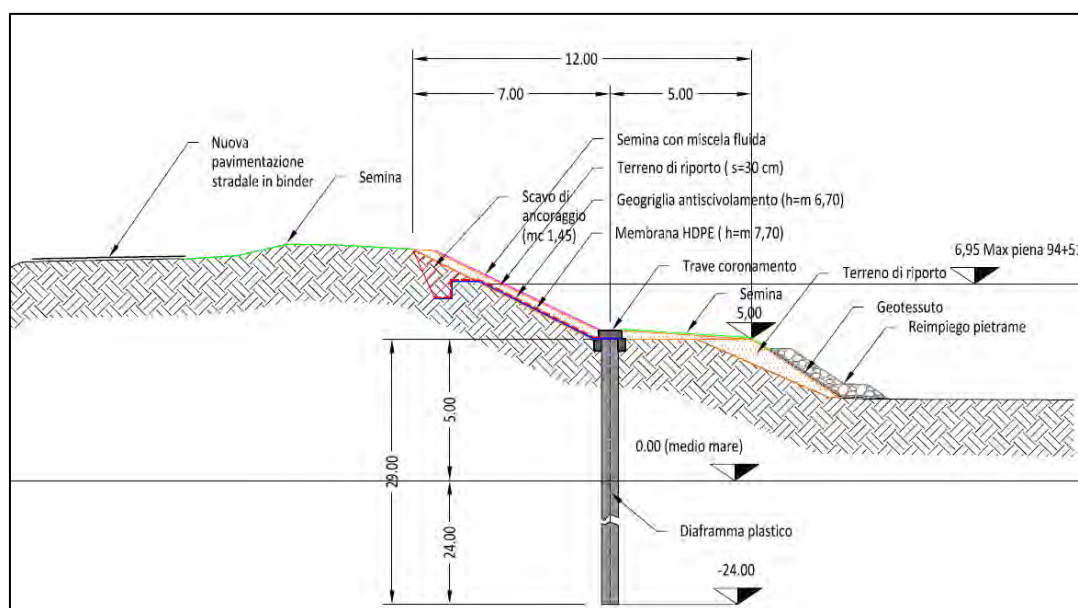 12.00
7.00
5.00
Nuova
pavimentazione
stradale in binder
Semina
Scavo di
ancoraggio
(mc 1,45)
Semina con miscela fluida
Terreno di riporto ( s=30 cm)
Geogriglia antiscivolamento (h=m 6,70)
Membrana HDPE ( h=m 7,70)
Trave coronamento
Semina
5,00
6,95 Max piena 94+51
Terreno di riporto
Geotessuto
Reimpiego pietrame
29.00
5.00
24.00
0.00 (medio mare)
Diaframma plastico
-24.00